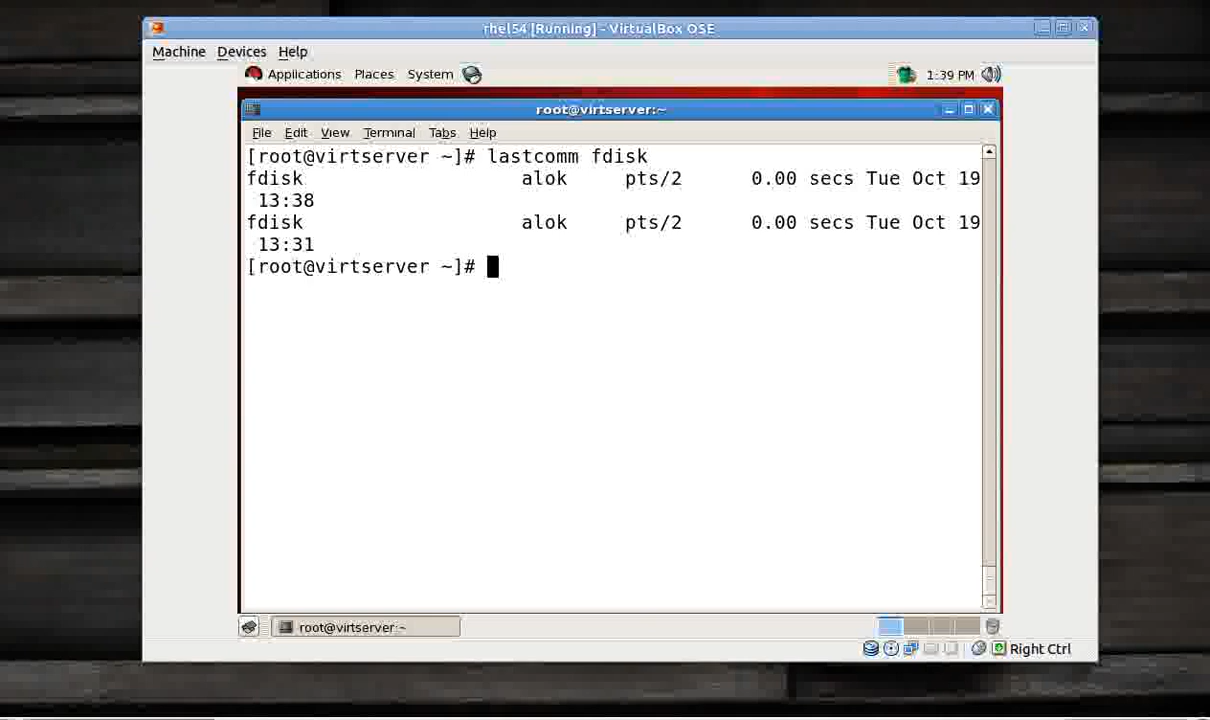 rhel54 [Running] - VirtualBox OSE
Machine Devices Help
Applications Places System 1:39 PM
root@virtserver:~
File Edit View Terminal Tabs Help
[root@virtserver ~]# lastcomm fdisk
fdisk alok pts/2 0.00 secs Tue Oct 19
13:38
fdisk alok pts/2 0.00 secs Tue Oct 19
13:31
[root@virtserver ~]#
root@virtserver:~
Right Ctrl